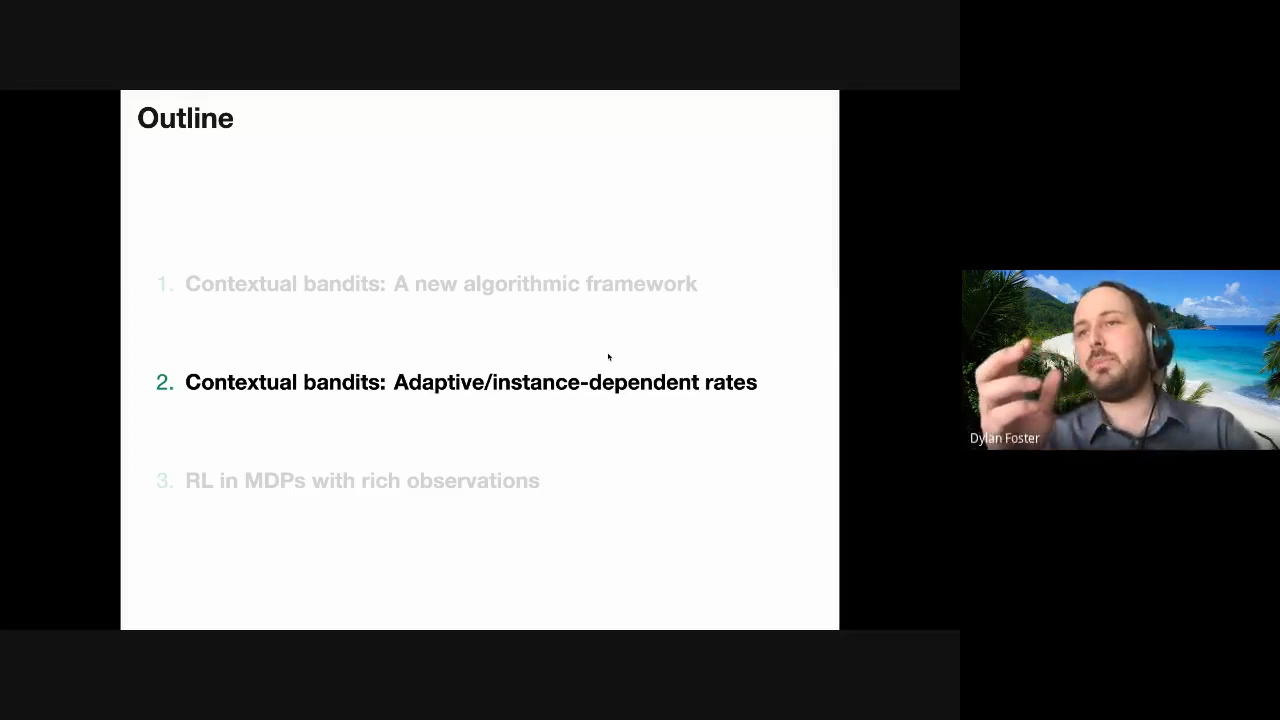 Outline
1. Contextual bandits: A new algorithmic framework
2. Contextual bandits: Adaptive/instance-dependent rates
3. RL in MDPs with rich observations
Dylan Foster